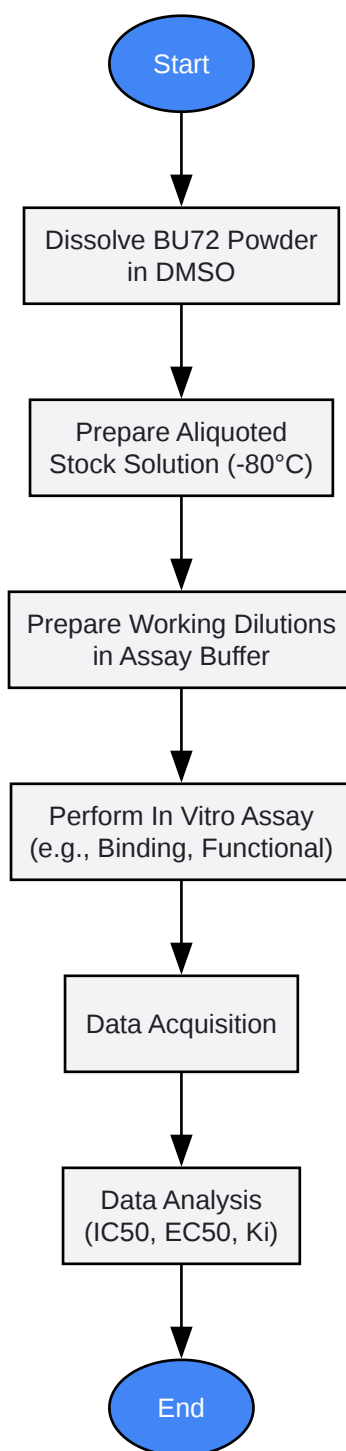 Start
Dissolve BU72 Powder
in DMSO
Prepare Aliquoted
Stock Solution (-80°C)
Prepare Working Dilutions
in Assay Buffer
Perform In Vitro Assay
(e.g., Binding, Functional)
Data Acquisition
Data Analysis
(IC50, EC50, Ki)
End